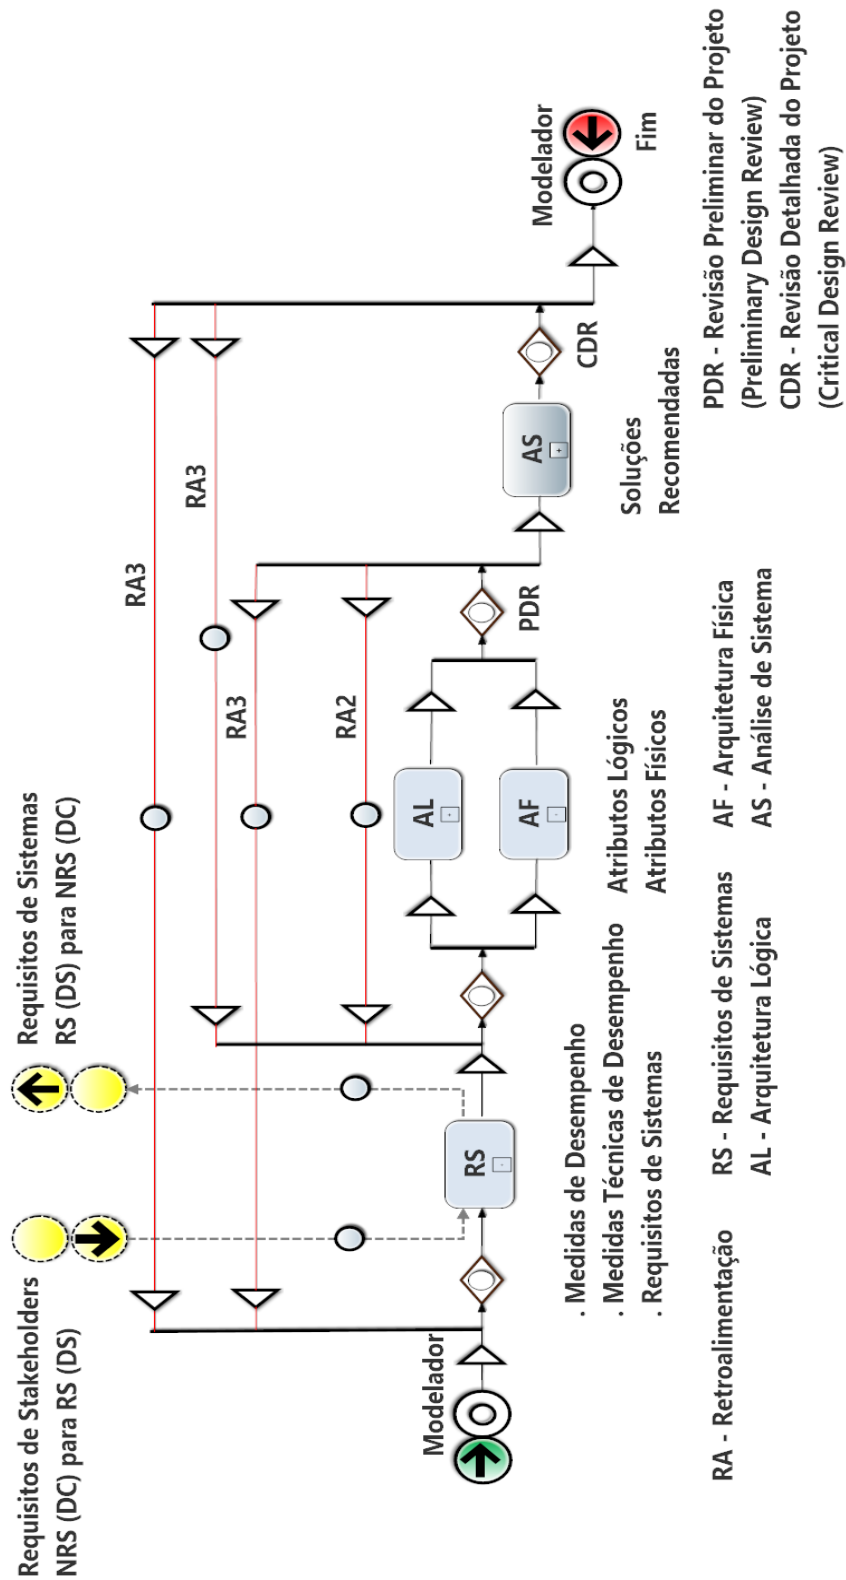 Requisitos de Stakeholders
NRS (DC) para RS (DS)
Requisitos de Sistemas
RS (DS) para NRS (DC)
RA3
RA3
RA3
RA2
Modelador
RS
AL
AF
PDR
AS
CDR
Modelador
Fim
. Medidas de Desempenho
. Medidas Técnicas de Desempenho
. Requisitos de Sistemas
Atributos Lógicos
Atributos Físicos
Soluções
Recomendadas
RA - Retroalimentação
RS - Requisitos de Sistemas
AL - Arquitetura Lógica
AF - Arquitetura Física
AS - Análise de Sistema
PDR - Revisão Preliminar do Projeto
(Preliminary Design Review)
CDR - Revisão Detalhada do Projeto
(Critical Design Review)